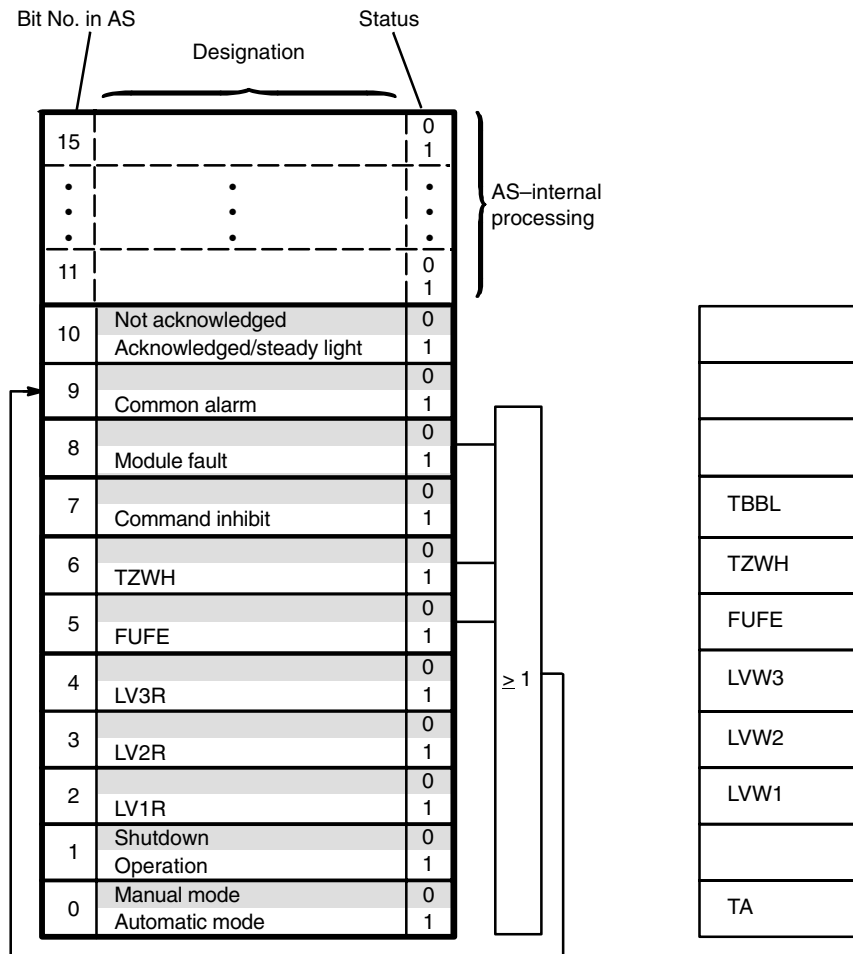 Bit No. in AS
Status
Designation
15
0
1
AS–internal
processing
11
0
1
10
Not acknowledged
0
Acknowledged/steady light
1
9
0
Common alarm
1
8
0
Module fault
1
7
0
Command inhibit
1
6
0
TZWH
1
5
0
FUFE
1
4
0
LV3R
1
3
0
LV2R
1
2
0
LV1R
1
1
Shutdown
0
Operation
1
0
Manual mode
0
Automatic mode
1
≥ 1
TBBL
TZWH
FUFE
LVW3
LVW2
LVW1
TA